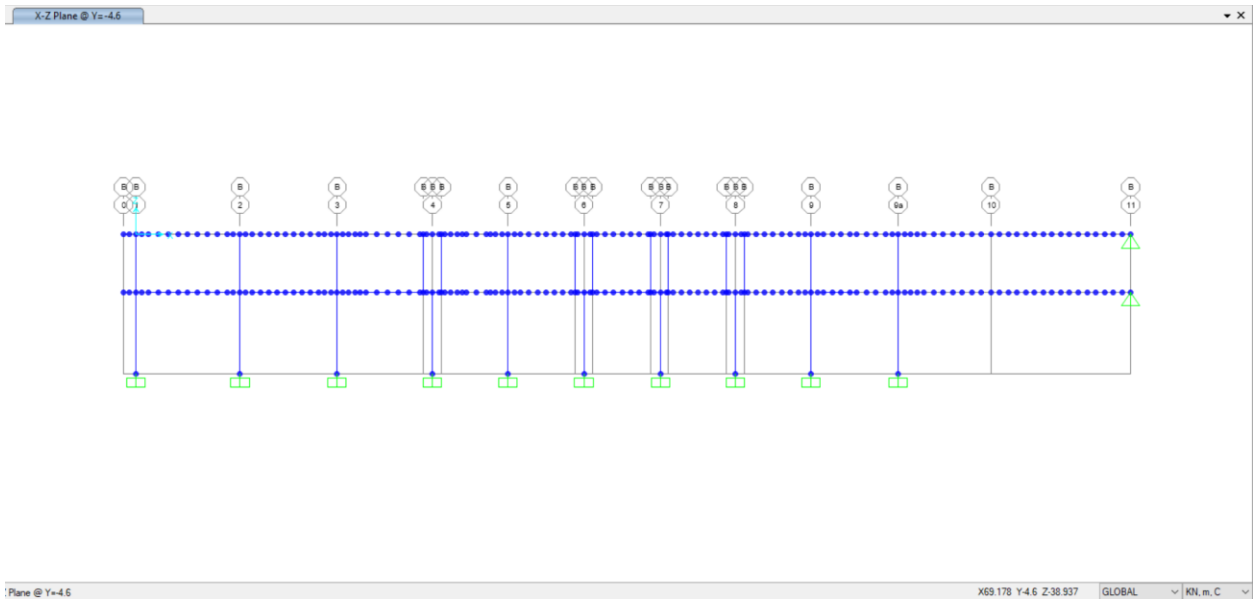 X-Z Plane @ Y=-4.6
B B B B B B B B B B B B B B B B B B B B B
0 1 2 3 4 5 6 7 8 9 9a 10 11
Plane @ Y=-4.6
X69.178 Y-4.6 Z-38.937
GLOBAL
KN, m, C